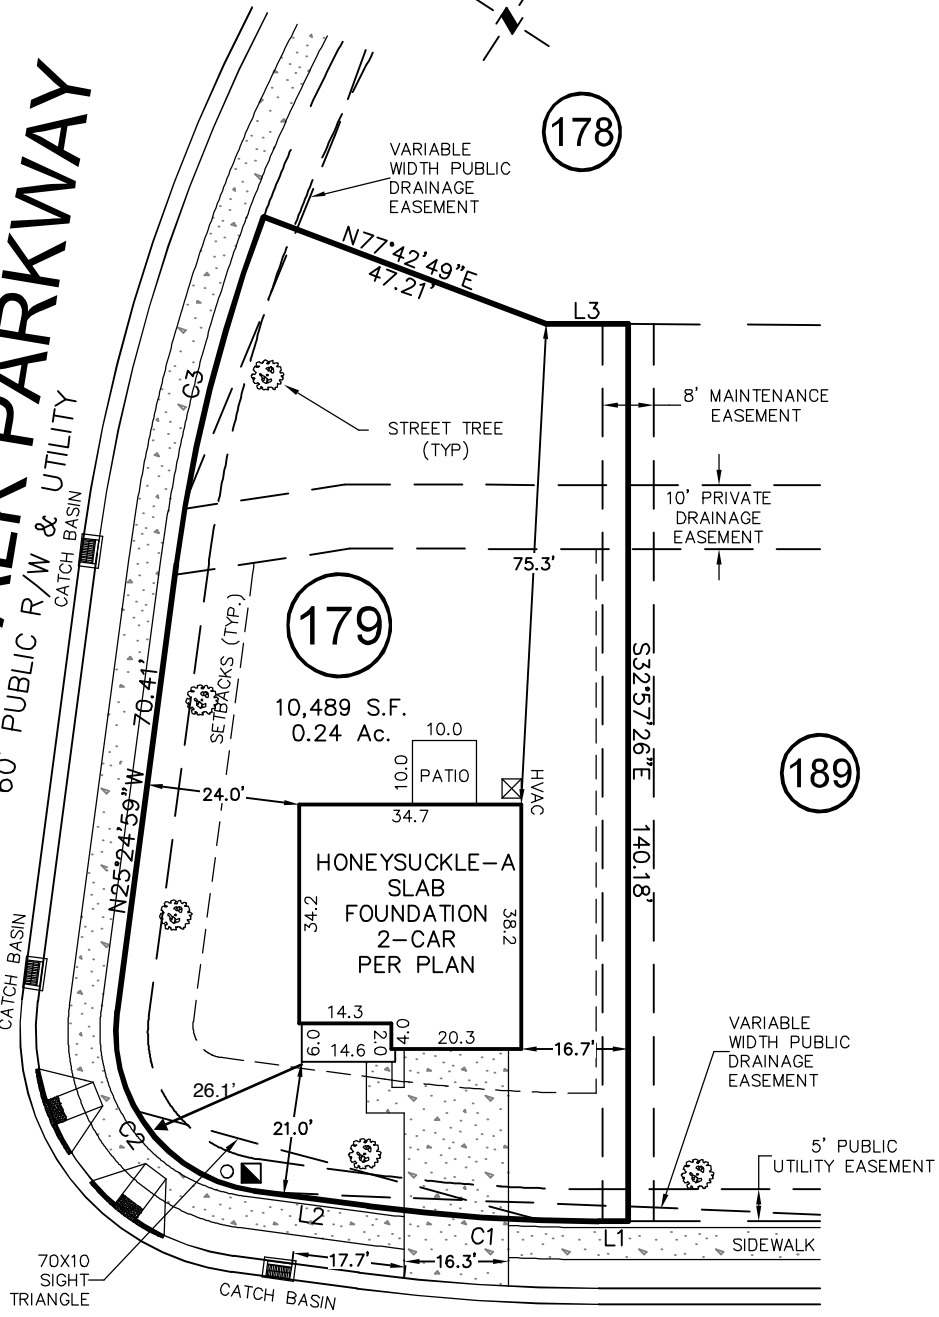 178
VARIABLE
WIDTH PUBLIC
DRAINAGE
EASEMENT
PARKWAY
60' PUBLIC R/W & UTILITY
N77°42'49"E
47.21'
L3
C3
STREET TREE
(TYP)
8' MAINTENANCE
EASEMENT
10' PRIVATE
DRAINAGE
EASEMENT
CATCH BASIN
75.3'
179
10,489 S.F.
0.24 Ac.
SETBACKS (TYP.)
N25°24'59"W 70.41'
S32°57'26"E 140.18'
10.0
10.0
PATIO
HVAC
189
24.0'
34.7
HONEYSUCKLE-A
SLAB
FOUNDATION
2-CAR
PER PLAN
34.2
38.2
14.3
6.0
14.6
2.0
4.0
20.3
16.7'
CATCH BASIN
VARIABLE
WIDTH PUBLIC
DRAINAGE
EASEMENT
26.1'
21.0'
C2
5' PUBLIC
UTILITY EASEMENT
L2
C1
L1
SIDEWALK
70X10
SIGHT
TRIANGLE
17.7'
16.3'
CATCH BASIN